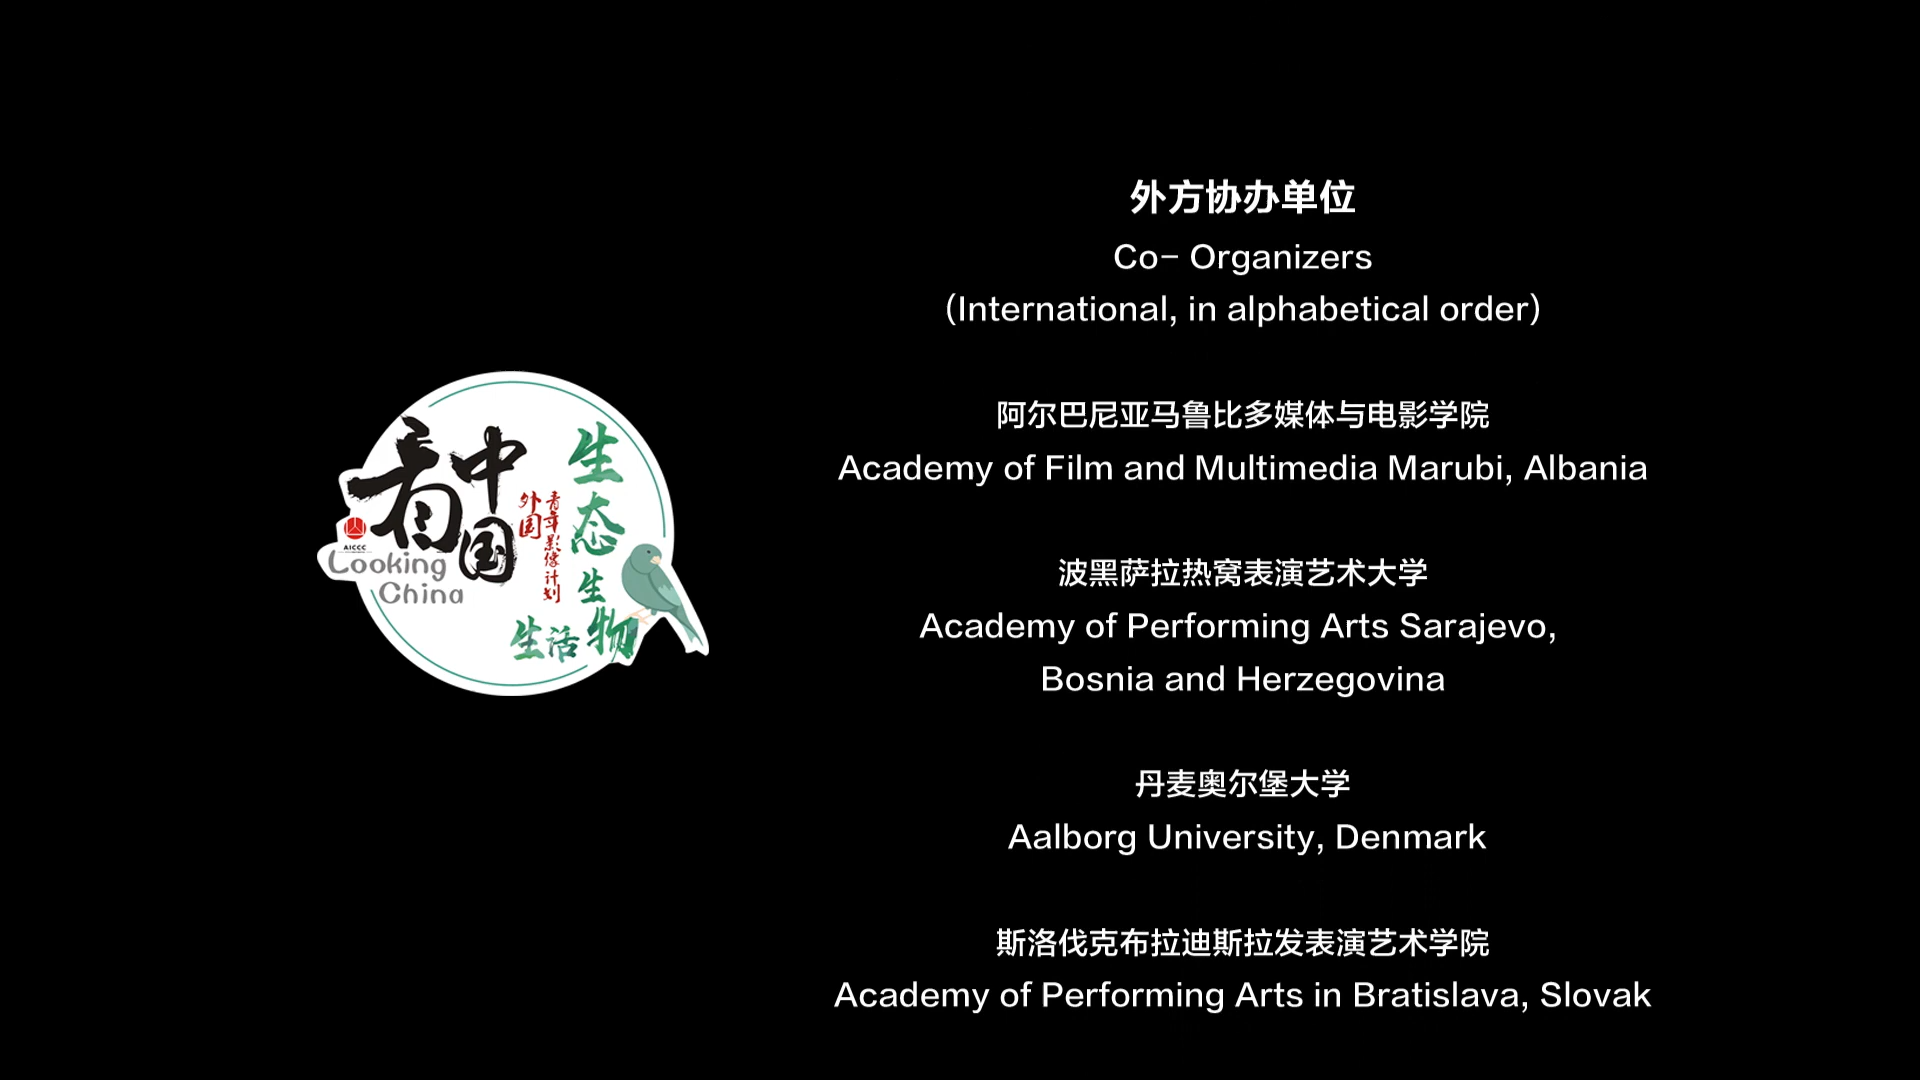 看中国
外国
青年影像计划
AICCC
Looking
China
生态
生物
生活
外方协办单位
Co- Organizers
(International, in alphabetical order)
阿尔巴尼亚马鲁比多媒体与电影学院
Academy of Film and Multimedia Marubi, Albania
波黑萨拉热窝表演艺术大学
Academy of Performing Arts Sarajevo,
Bosnia and Herzegovina
丹麦奥尔堡大学
Aalborg University, Denmark
斯洛伐克布拉迪斯拉发表演艺术学院
Academy of Performing Arts in Bratislava, Slovak